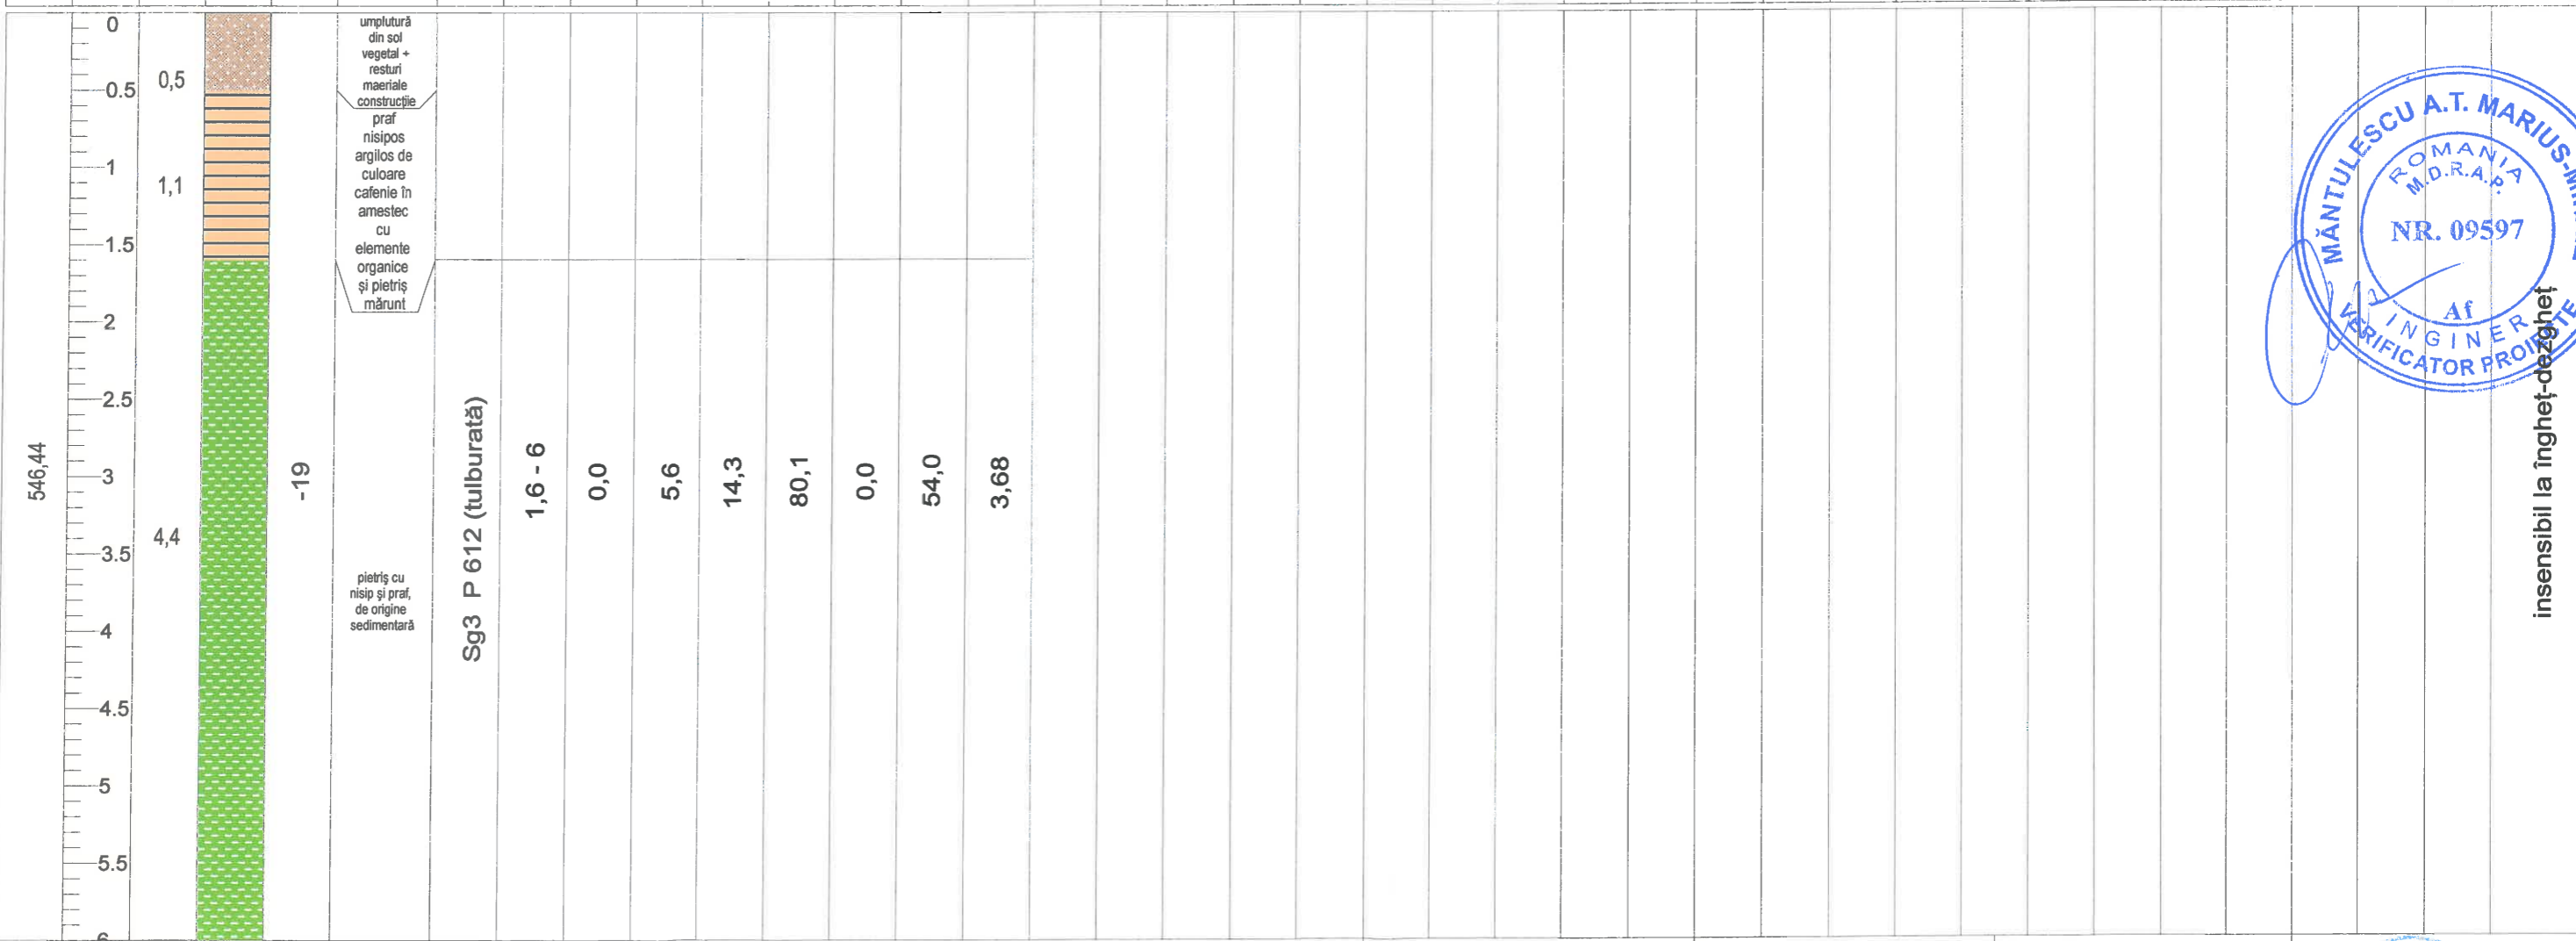 546,44
0
0.5
1
1.5
2
2.5
3
3.5
4
4.5
5
5.5
6
0,5
1,1
4,4
-19
umplutură
din sol
vegetal +
resturi
maeriale
construcție
praf
nisipos
argilos de
culoare
cafenie în
amestec
cu
elemente
organice
și pietriș
mărunt
pietriș cu
nisip și praf,
de origine
sedimentară
Sg3 P 612 (tulburată)
1,6 - 6
0,0
5,6
14,3
80,1
0,0
54,0
3,68
MĂNTULESCU A.T. MARIUS-
ROMANIA
M.D.R.A.P.
NR. 09597
Af
INGINER
VERIFICATOR PROIECTE
insensibil la îngheț-dezgheț